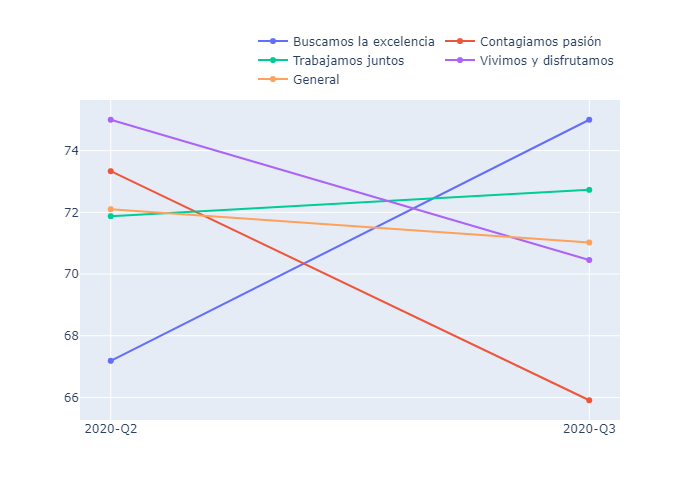 Buscamos la excelencia Contagiamos pasión
Trabajamos juntos Vivimos y disfrutamos
General
74
72
70
68
66
2020-Q2 2020-Q3